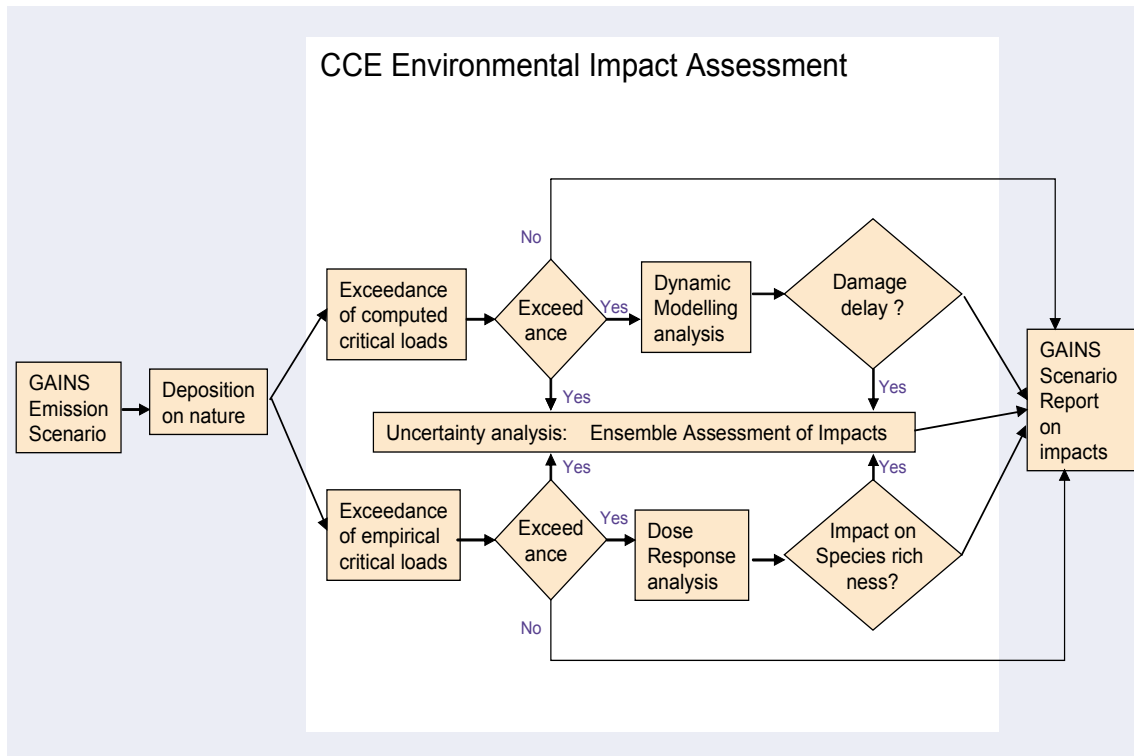 CCE Environmental Impact Assessment
No
Exceedance
of computed
critical loads
Exceed
ance
Yes
Dynamic
Modelling
analysis
Damage
delay ?
GAINS
Emission
Scenario
Deposition
on nature
Yes
Yes
Uncertainty analysis: Ensemble Assessment of Impacts
GAINS
Scenario
Report
on
impacts
Yes
Yes
Exceedance
of empirical
critical loads
Exceed
ance
Yes
Dose
Response
analysis
Impact on
Species rich
ness?
No